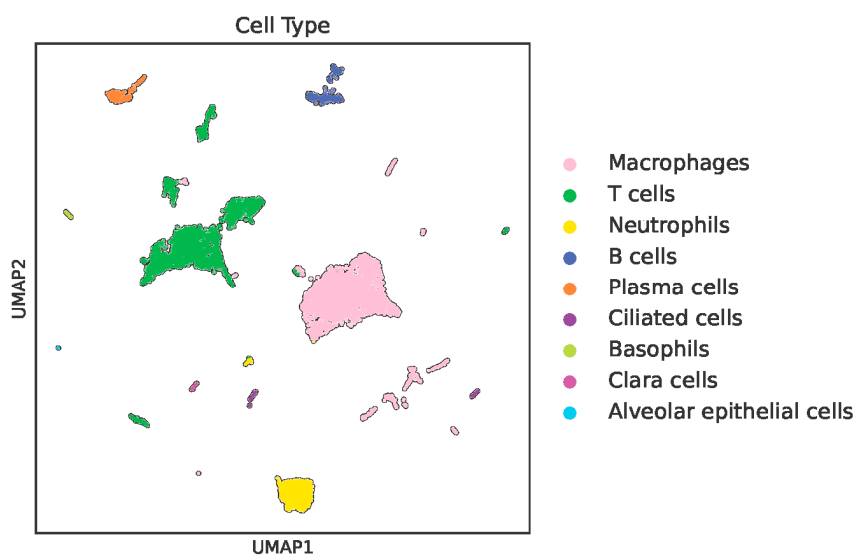 Cell Type
UMAP2
UMAP1
Macrophages
T cells
Neutrophils
B cells
Plasma cells
Ciliated cells
Basophils
Clara cells
Alveolar epithelial cells